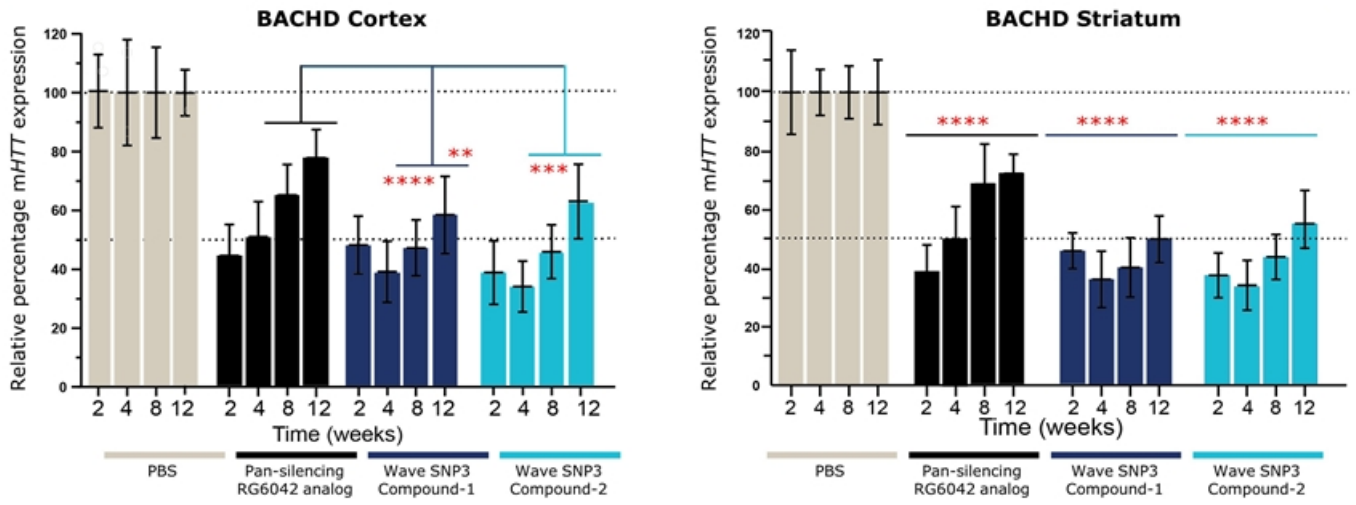 BACHD Cortex
Relative percentage mHTT expression
120
100
80
60
40
20
0
**
****
***
2 4 8 12 2 4 8 12 2 4 8 12 2 4 8 12
Time (weeks)
PBS
Pan-silencing
RG6042 analog
Wave SNP3
Compound-1
Wave SNP3
Compound-2
BACHD Striatum
Relative percentage mHTT expression
120
100
80
60
40
20
0
**** **** ****
2 4 8 12 2 4 8 12 2 4 8 12 2 4 8 12
Time (weeks)
PBS
Pan-silencing
RG6042 analog
Wave SNP3
Compound-1
Wave SNP3
Compound-2